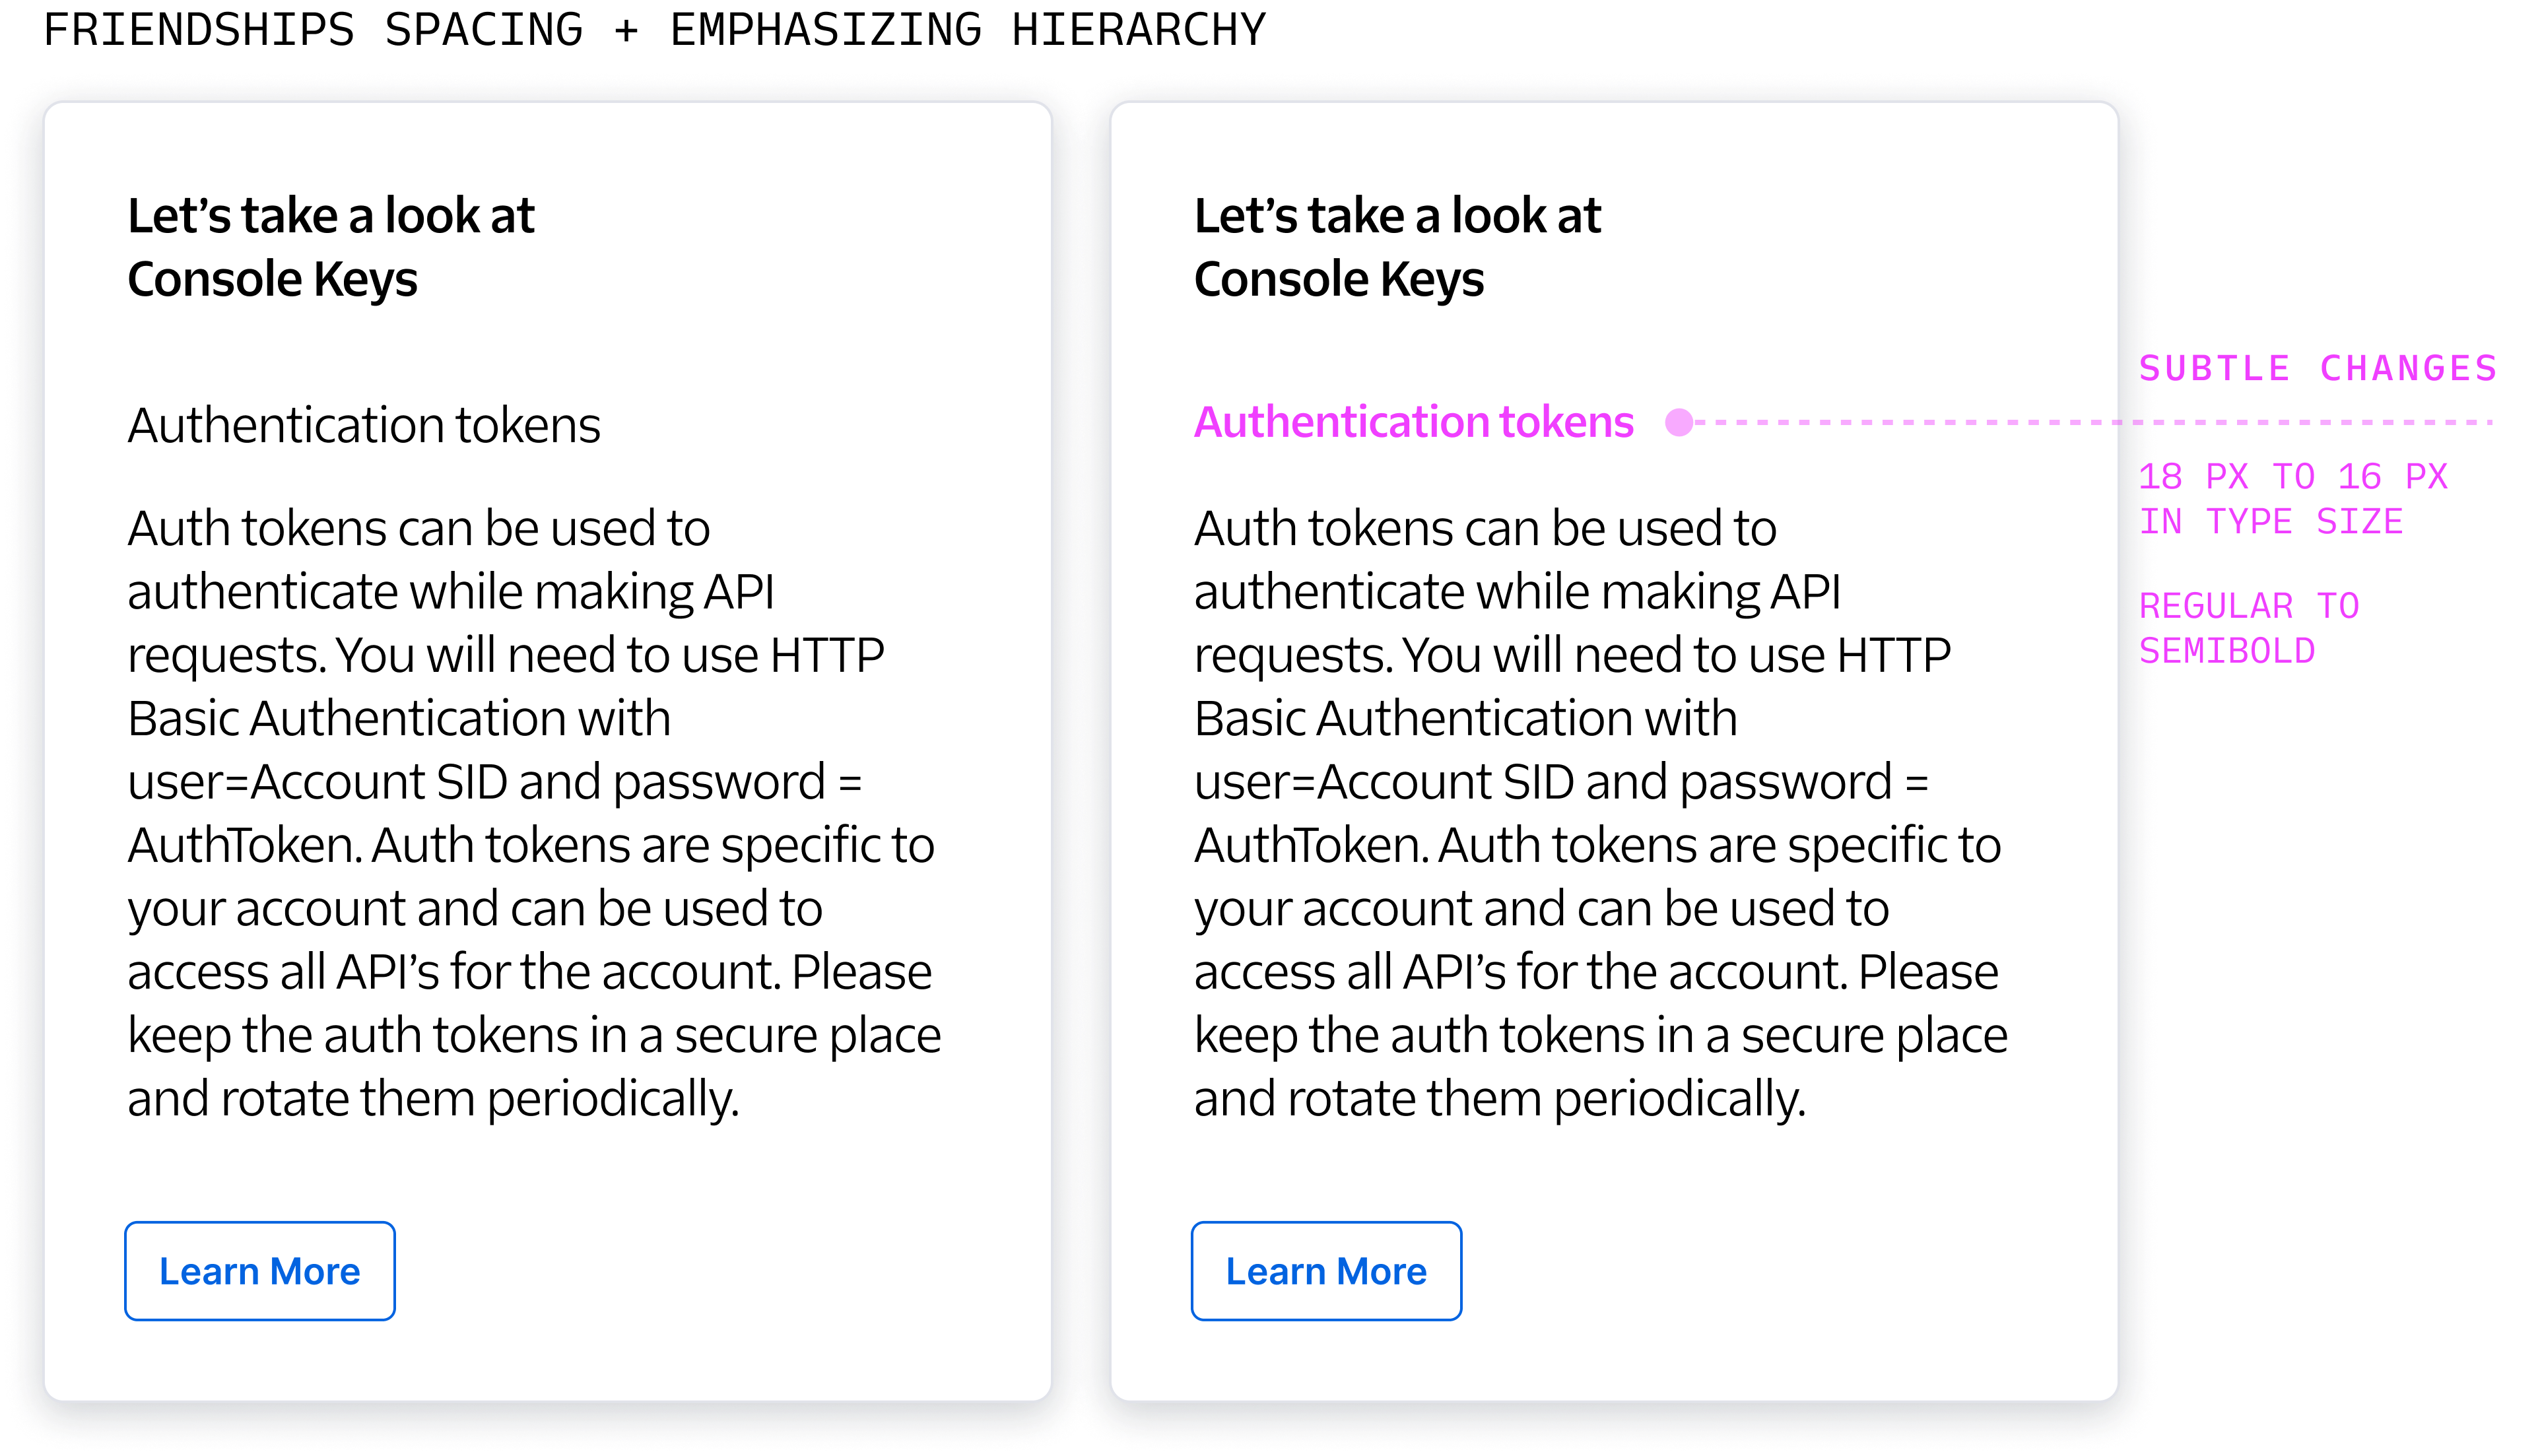 FRIENDSHIPS SPACING + EMPHASIZING HIERARCHY
Let’s take a look at
Console Keys
Authentication tokens
Auth tokens can be used to
authenticate while making API
requests. You will need to use HTTP
Basic Authentication with
user=Account SID and password =
AuthToken. Auth tokens are specific to
your account and can be used to
access all API’s for the account. Please
keep the auth tokens in a secure place
and rotate them periodically.
Learn More
Let’s take a look at
Console Keys
Authentication tokens
Auth tokens can be used to
authenticate while making API
requests. You will need to use HTTP
Basic Authentication with
user=Account SID and password =
AuthToken. Auth tokens are specific to
your account and can be used to
access all API’s for the account. Please
keep the auth tokens in a secure place
and rotate them periodically.
Learn More
SUBTLE CHANGES
18 PX TO 16 PX
IN TYPE SIZE
REGULAR TO
SEMIBOLD